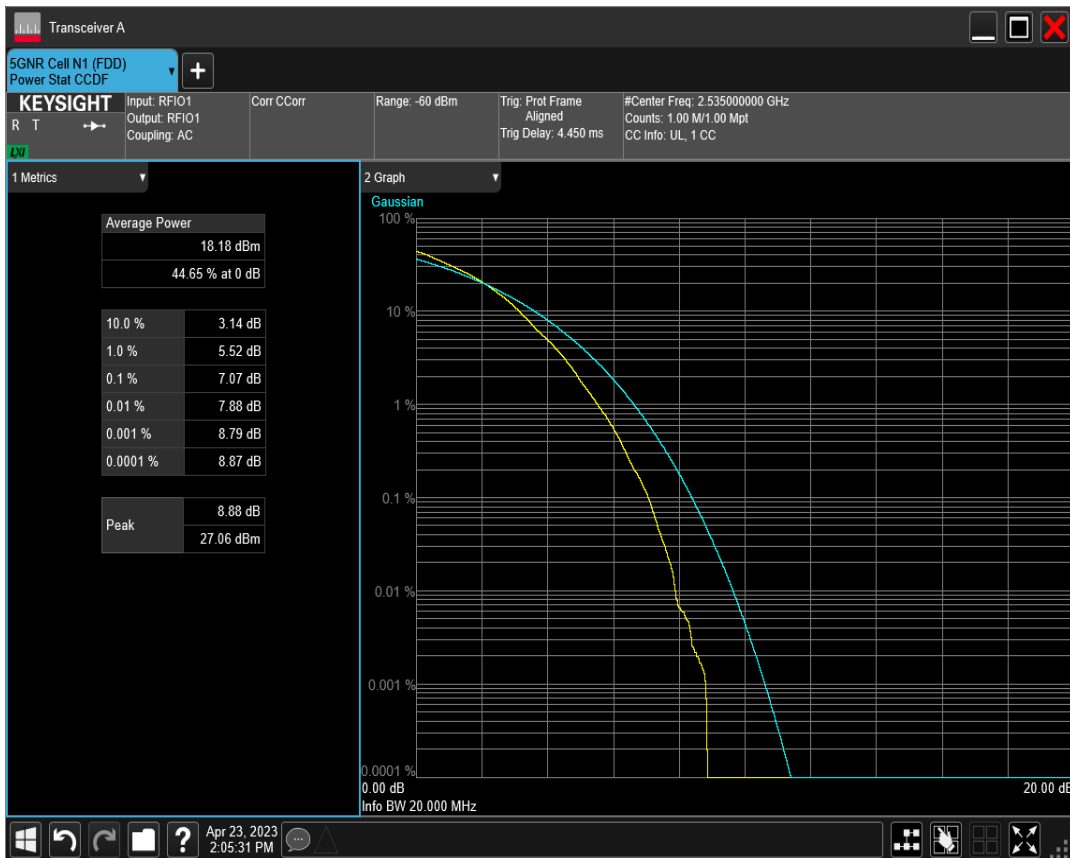 Transceiver A
5GNR Cell N1 (FDD)
Power Stat CCDF
KEYSIGHT
R T
LXI
Input: RFIO1
Output: RFIO1
Coupling: AC
Corr CCorr
Range: -60 dBm
Trig: Prot Frame
Aligned
Trig Delay: 4.450 ms
#Center Freq: 2.535000000 GHz
Counts: 1.00 M/1.00 Mpt
CC Info: UL, 1 CC
1 Metrics
Average Power
18.18 dBm
44.65 % at 0 dB
10.0 % 3.14 dB
1.0 % 5.52 dB
0.1 % 7.07 dB
0.01 % 7.88 dB
0.001 % 8.79 dB
0.0001 % 8.87 dB
Peak
8.88 dB
27.06 dBm
2 Graph
Gaussian
100 %
10 %
1 %
0.1 %
0.01 %
0.001 %
0.0001 %
0.00 dB
20.00 dB
Info BW 20.000 MHz
?
Apr 23, 2023
2:05:31 PM